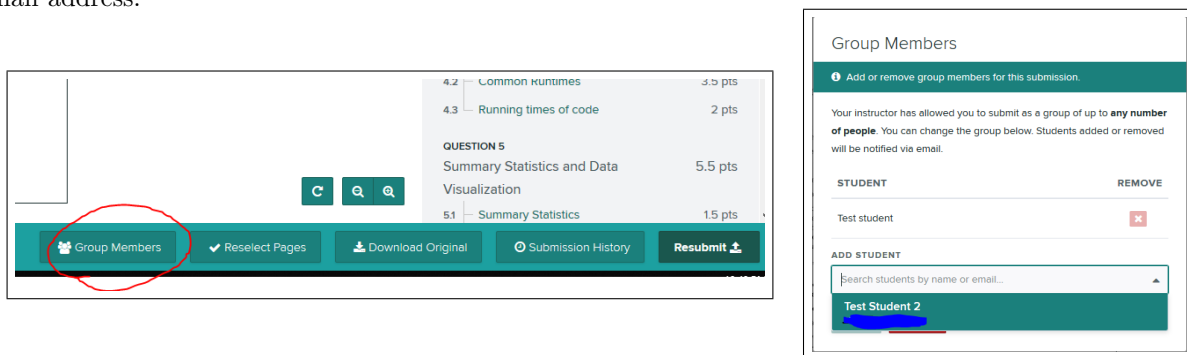 4.2 Common Runtimes 3.5 pts
4.3 Running times of code 2 pts
QUESTION 5
Summary Statistics and Data 5.5 pts
Visualization
5.1 Summary Statistics 1.5 pts
Group Members Reselect Pages Download Original Submission History Resubmit
Group Members
Add or remove group members for this submission.
Your instructor has allowed you to submit as a group of up to any number
of people. You can change the group below. Students added or removed
will be notified via email.
STUDENT REMOVE
Test student
ADD STUDENT
Search students by name or email...
Test Student 2